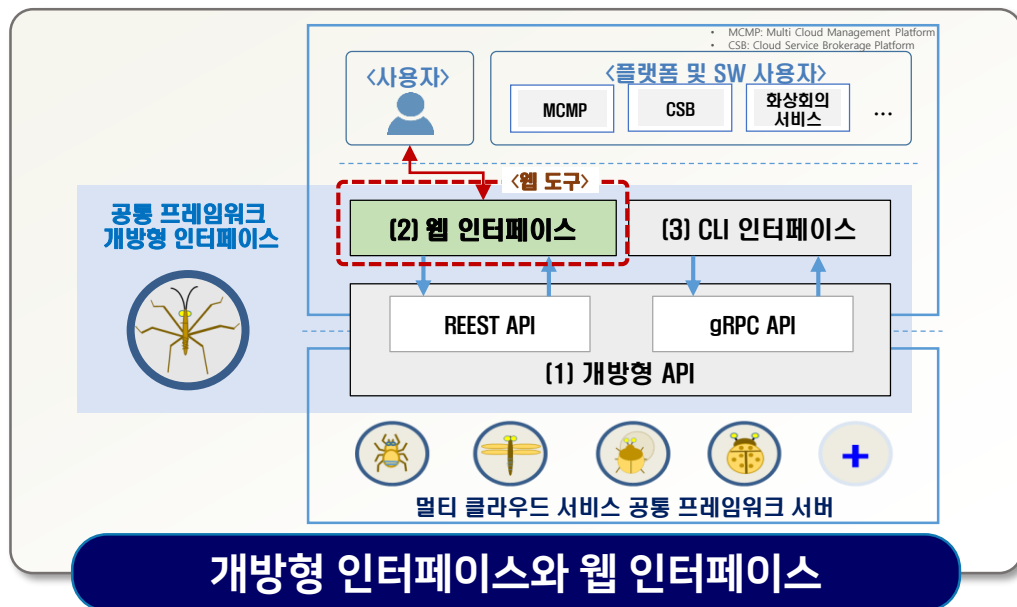 • MCMP: Multi Cloud Management Platform
• CSB: Cloud Service Brokerage Platform
<사용자>
<플랫폼 및 SW 사용자>
MCMP
CSB
화상회의
서비스
...
<웹 도구>
공통 프레임워크
개방형 인터페이스
(2) 웹 인터페이스
(3) CLI 인터페이스
REEST API
gRPC API
(1) 개방형 API
+
멀티 클라우드 서비스 공통 프레임워크 서버
개방형 인터페이스와 웹 인터페이스